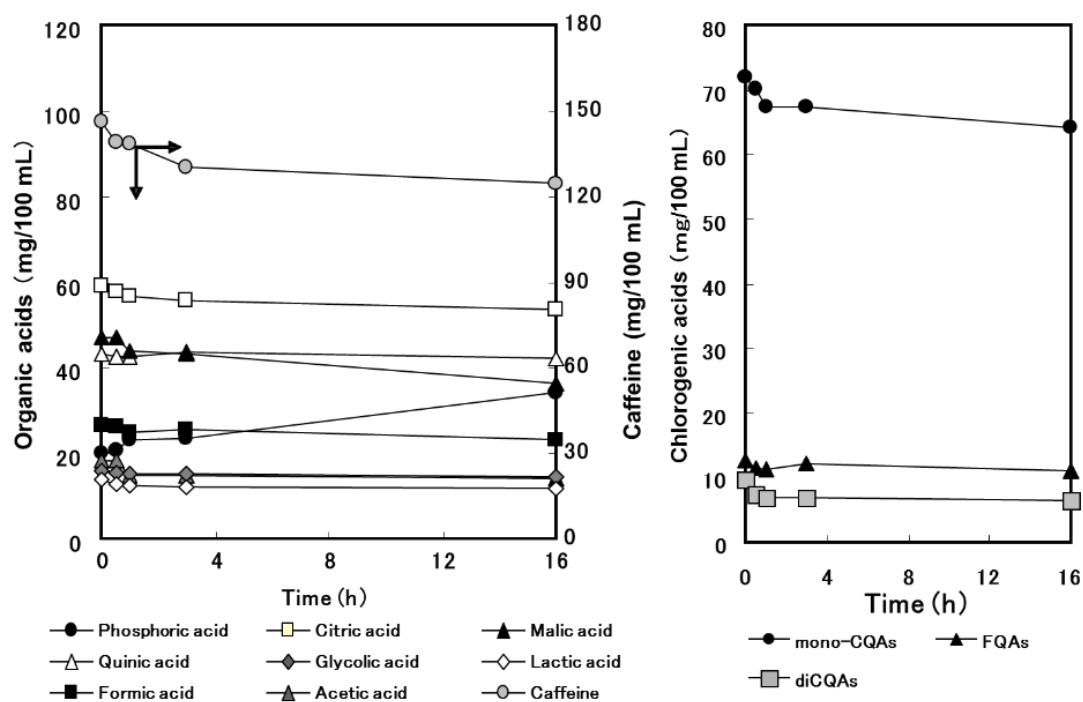 120
100
80
60
40
20
0
Organic acids (mg/100 mL)
180
150
120
90
60
30
0
Caffeine (mg/100 mL)
0 4 8 12 16
Time (h)
Phosphoric acid Citric acid Malic acid
Quinic acid Glycolic acid Lactic acid
Formic acid Acetic acid Caffeine
80
70
60
50
40
30
20
10
0
Chlorogenic acids (mg/100 mL)
0 4 8 12 16
Time (h)
mono-CQAs FQAs
diCQAs